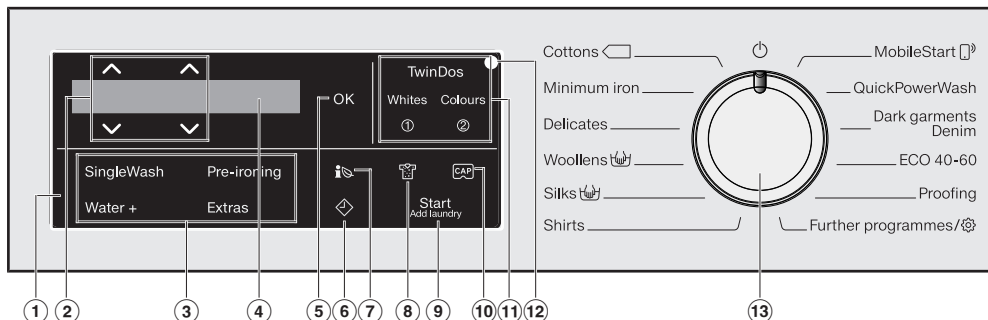 TwinDos
OK
Whites Colours
① ②
SingleWash Pre-ironing
CAP
Water + Extras
Start
Add laundry
Cottons
MobileStart
Minimum iron
QuickPowerWash
Delicates
Dark garments
Denim
Woollens
ECO 40-60
Silks
Proofing
Shirts
Further programmes/
① ② ③ ④ ⑤ ⑥ ⑦ ⑧ ⑨ ⑩ ⑪ ⑫ ⑬